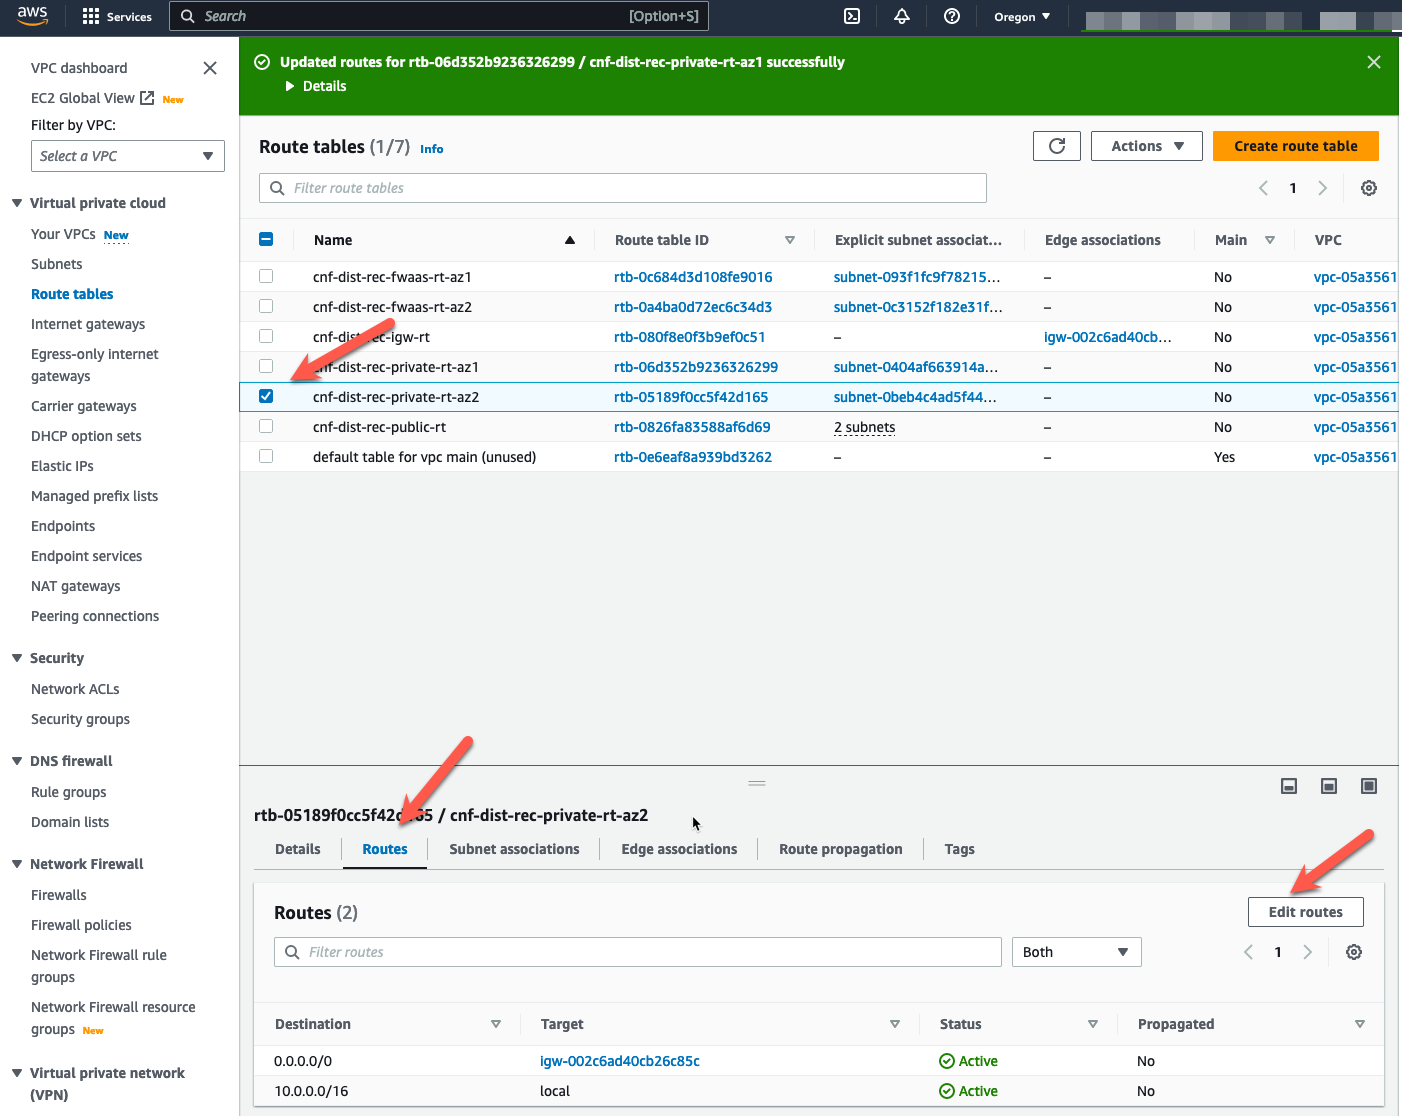 aws
Services
Search
[Option+S]
Oregon
VPC dashboard
EC2 Global View New
Filter by VPC:
Select a VPC
Virtual private cloud
Your VPCs New
Subnets
Route tables
Internet gateways
Egress-only internet
gateways
Carrier gateways
DHCP option sets
Elastic IPs
Managed prefix lists
Endpoints
Endpoint services
NAT gateways
Peering connections
Security
Network ACLs
Security groups
DNS firewall
Rule groups
Domain lists
Network Firewall
Firewalls
Firewall policies
Network Firewall rule
groups
Network Firewall resource
groups New
Virtual private network
(VPN)
Updated routes for rtb-06d352b9236326299 / cnf-dist-rec-private-rt-az1 successfully
Details
Route tables (1/7) Info
Actions
Create route table
Filter route tables
1
Name Route table ID Explicit subnet associat... Edge associations Main VPC
cnf-dist-rec-fwaas-rt-az1 rtb-0c684d3d108fe9016 subnet-093f1fc9f78215... – No vpc-05a3561
cnf-dist-rec-fwaas-rt-az2 rtb-0a4ba0d72ec6c34d3 subnet-0c3152f182e31f... – No vpc-05a3561
cnf-dist-rec-igw-rt rtb-080f8e0f3b9ef0c51 – igw-002c6ad40cb... No vpc-05a3561
cnf-dist-rec-private-rt-az1 rtb-06d352b9236326299 subnet-0404af663914a... – No vpc-05a3561
cnf-dist-rec-private-rt-az2 rtb-05189f0cc5f42d165 subnet-0beb4c4ad5f44... – No vpc-05a3561
cnf-dist-rec-public-rt rtb-0826fa83588af6d69 2 subnets – No vpc-05a3561
default table for vpc main (unused) rtb-0e6eaf8a939bd3262 – – Yes vpc-05a3561
rtb-05189f0cc5f42d165 / cnf-dist-rec-private-rt-az2
Details Routes Subnet associations Edge associations Route propagation Tags
Routes (2)
Edit routes
Filter routes
Both
1
Destination Target Status Propagated
0.0.0.0/0 igw-002c6ad40cb26c85c Active No
10.0.0.0/16 local Active No